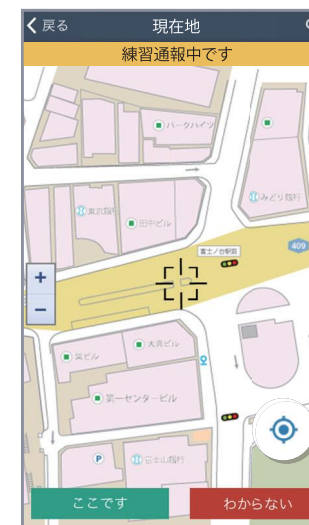 戻る
現在地
練習通報中です
パークハイツ
みどり銀行
東京銀行
田中ビル
富士ノ台駅前
409
+
−
栄ビル
大真ビル
第一センタービル
P
富士山銀行
ここです
わからない